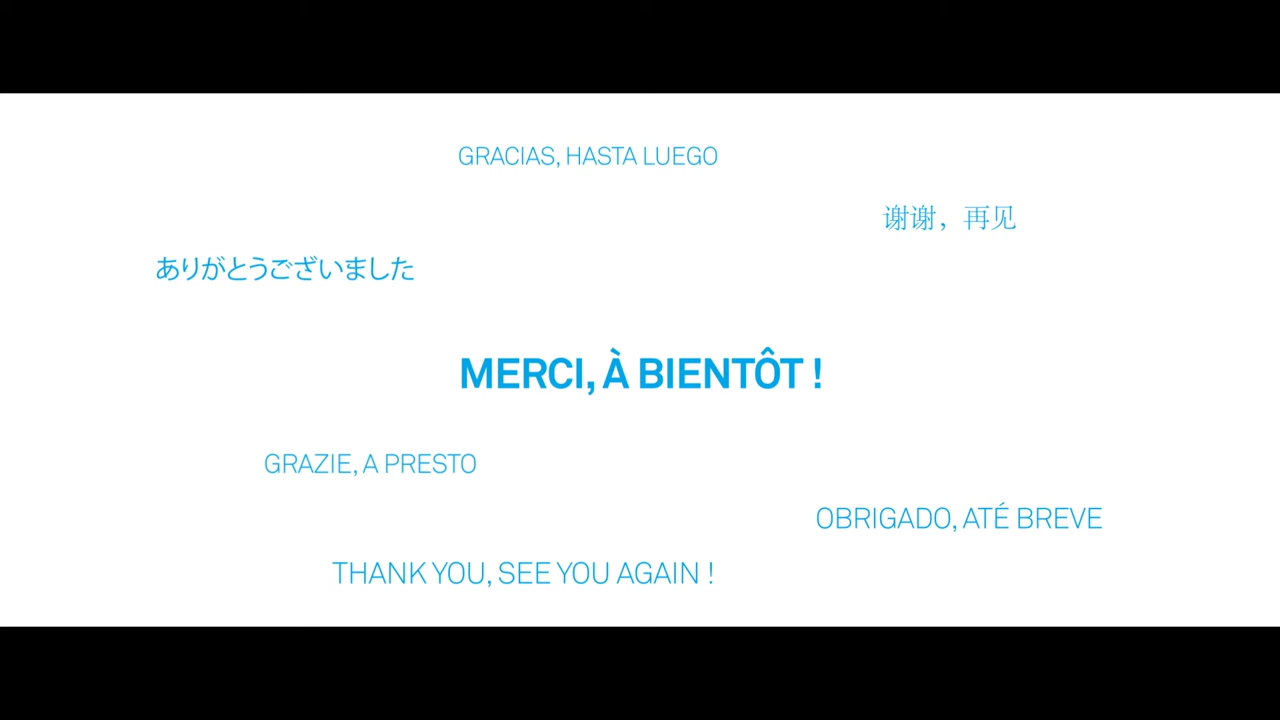 GRACIAS, HASTA LUEGO
谢谢，再见
ありがとうございました
MERCI, À BIENTÔT !
GRAZIE, A PRESTO
OBRIGADO, ATÉ BREVE
THANK YOU, SEE YOU AGAIN !